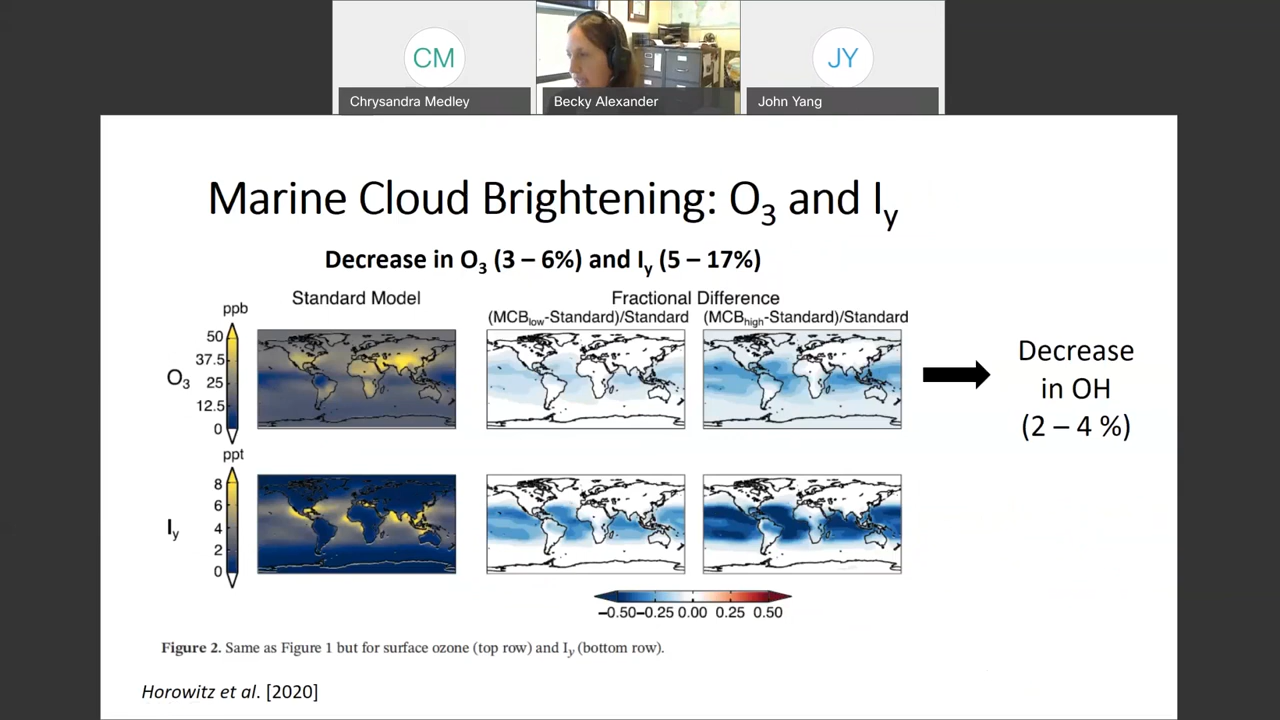 CM
JY
Chrysandra Medley
Becky Alexander
John Yang
Marine Cloud Brightening: O₃ and Iᵧ
Decrease in O₃ (3 – 6%) and Iᵧ (5 – 17%)
Standard Model
Fractional Difference
(MCBlow-Standard)/Standard
(MCBhigh-Standard)/Standard
ppb
50
37.5
25
12.5
0
O₃
Decrease
in OH
(2 – 4 %)
ppt
8
6
4
2
0
Iᵧ
−0.50 −0.25 0.00 0.25 0.50
Figure 2. Same as Figure 1 but for surface ozone (top row) and Iᵧ (bottom row).
Horowitz et al. [2020]